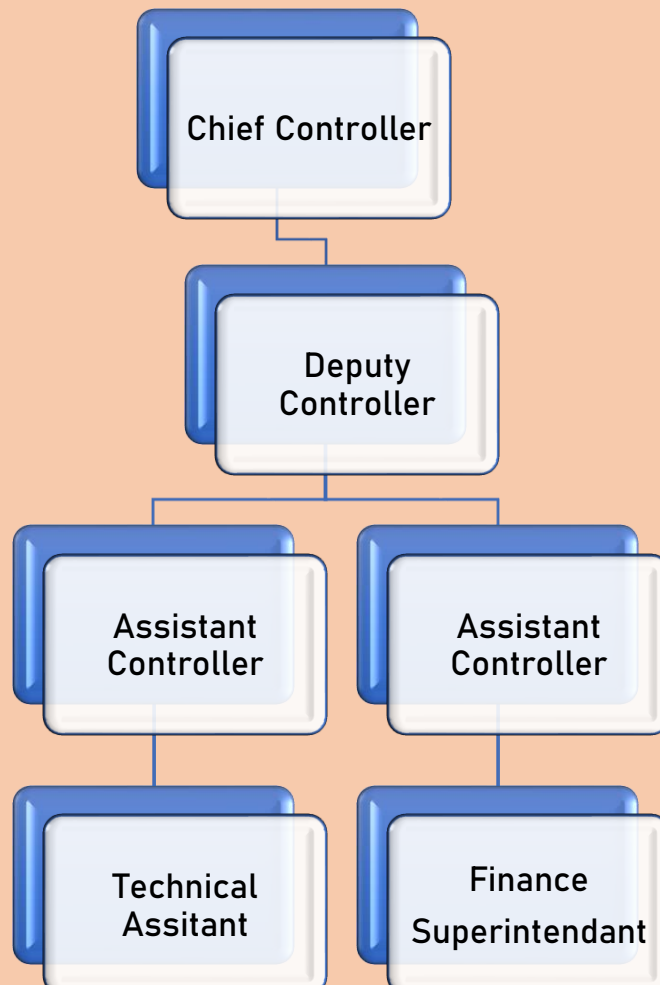 Chief Controller
Deputy
Controller
Assistant
Controller
Assistant
Controller
Technical
Assitant
Finance
Superintendant